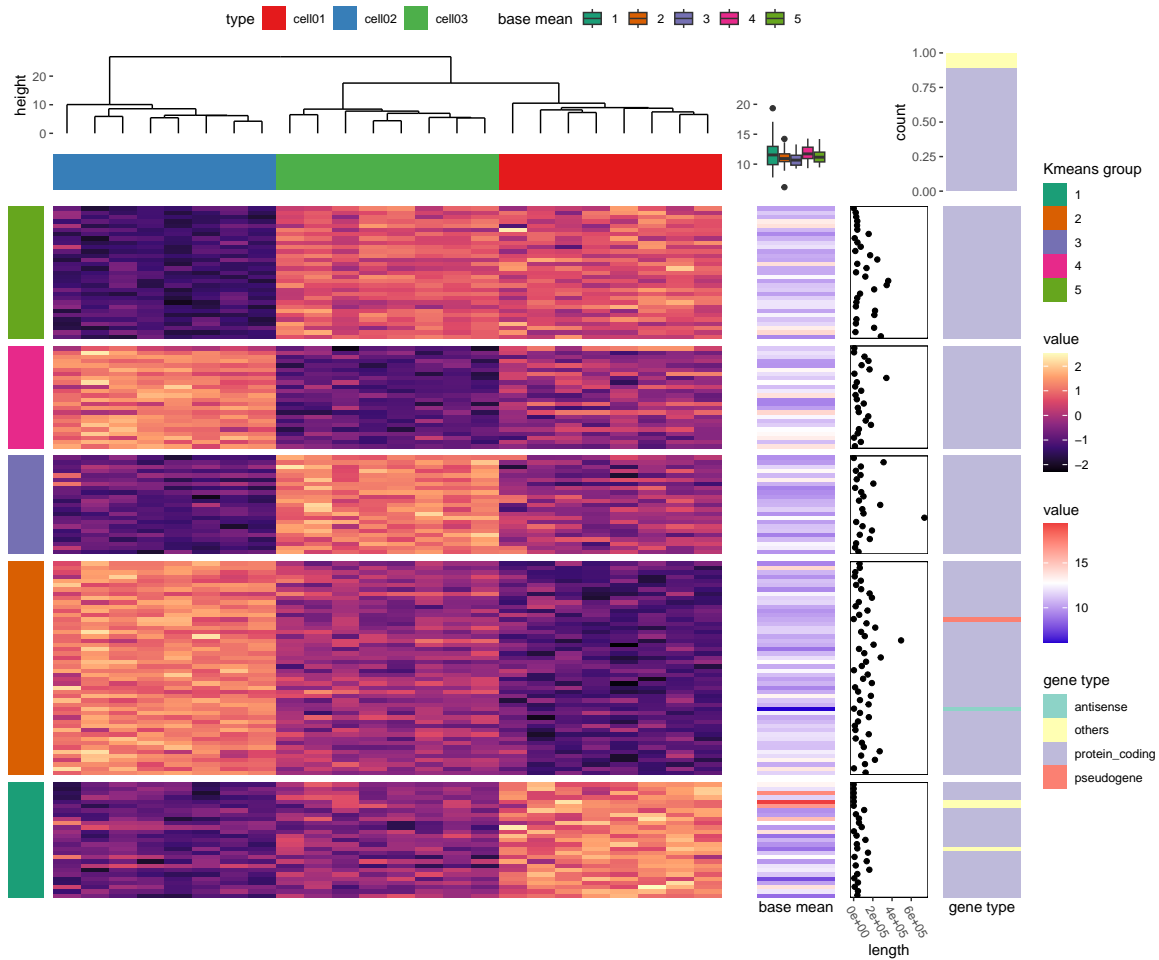 type cell01 cell02 cell03 base mean 1 2 3 4 5
height
20
10
0
20
15
10
count
1.00
0.75
0.50
0.25
0.00
Kmeans group
1
2
3
4
5
value
2
1
0
−1
−2
value
15
10
gene type
antisense
others
protein_coding
pseudogene
base mean
0e+00
2e+05
4e+05
6e+05
length
gene type